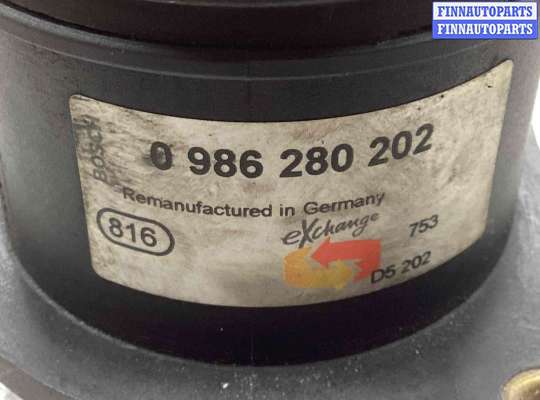 FINNAUTOPARTS
FINNAUTOPARTS
BOSCH
0 986 280 202
Remanufactured in Germany
816
eXchange
753
D5 202